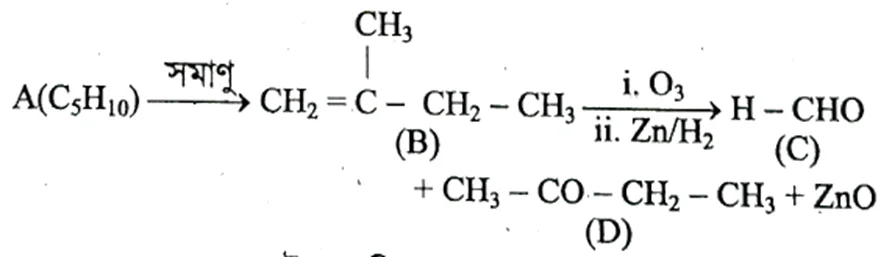 CH₃
|
A(C₅H₁₀) সমাণু → CH₂ = C – CH₂ – CH₃ i. O₃ ii. Zn/H₂ → H – CHO
(B) (C)
+ CH₃ – CO – CH₂ – CH₃ + ZnO
(D)